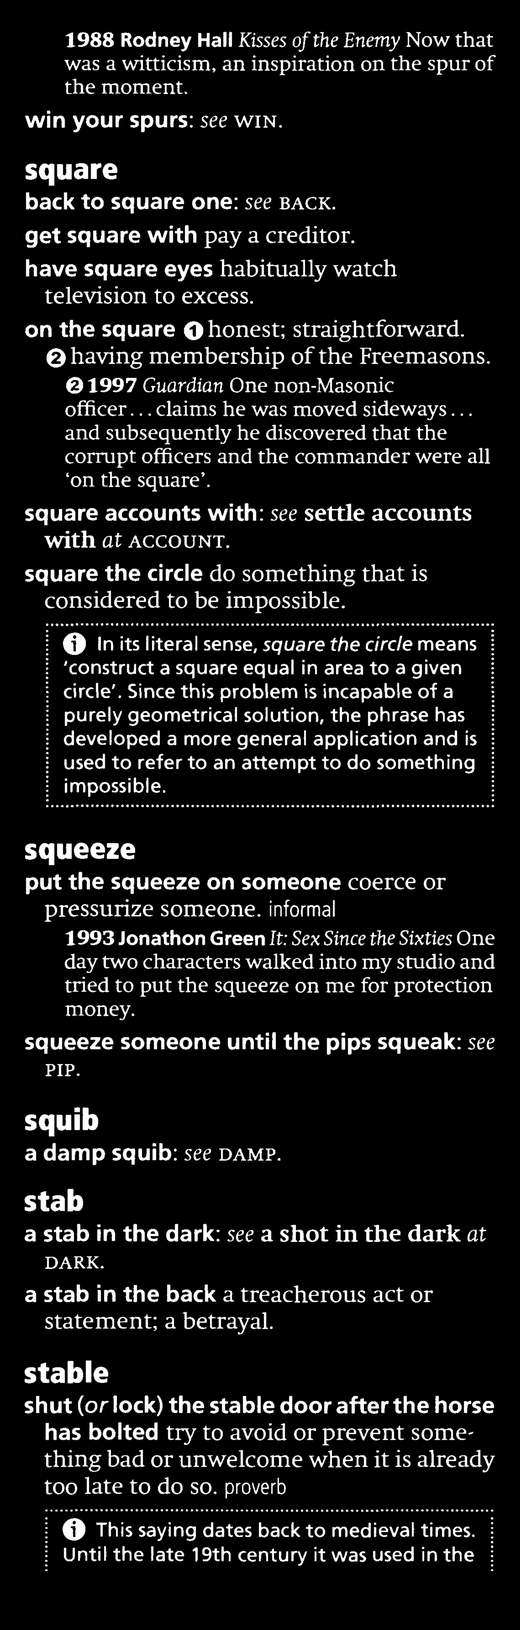 1988 Rodney Hall Kisses of the Enemy Now that
was a witticism, an inspiration on the spur of
the moment.
win your spurs: see WIN.
square
back to square one: see BACK.
get square with pay a creditor.
have square eyes habitually watch
television to excess.
on the square ❶ honest; straightforward.
❷ having membership of the Freemasons.
❷ 1997 Guardian One non-Masonic
officer... claims he was moved sideways...
and subsequently he discovered that the
corrupt officers and the commander were all
‘on the square’.
square accounts with: see settle accounts
with at ACCOUNT.
square the circle do something that is
considered to be impossible.
i In its literal sense, square the circle means
‘construct a square equal in area to a given
circle’. Since this problem is incapable of a
purely geometrical solution, the phrase has
developed a more general application and is
used to refer to an attempt to do something
impossible.
squeeze
put the squeeze on someone coerce or
pressurize someone. informal
1993 Jonathon Green It: Sex Since the Sixties One
day two characters walked into my studio and
tried to put the squeeze on me for protection
money.
squeeze someone until the pips squeak: see
PIP.
squib
a damp squib: see DAMP.
stab
a stab in the dark: see a shot in the dark at
DARK.
a stab in the back a treacherous act or
statement; a betrayal.
stable
shut (or lock) the stable door after the horse
has bolted try to avoid or prevent some-
thing bad or unwelcome when it is already
too late to do so. proverb
i This saying dates back to medieval times.
Until the late 19th century it was used in the